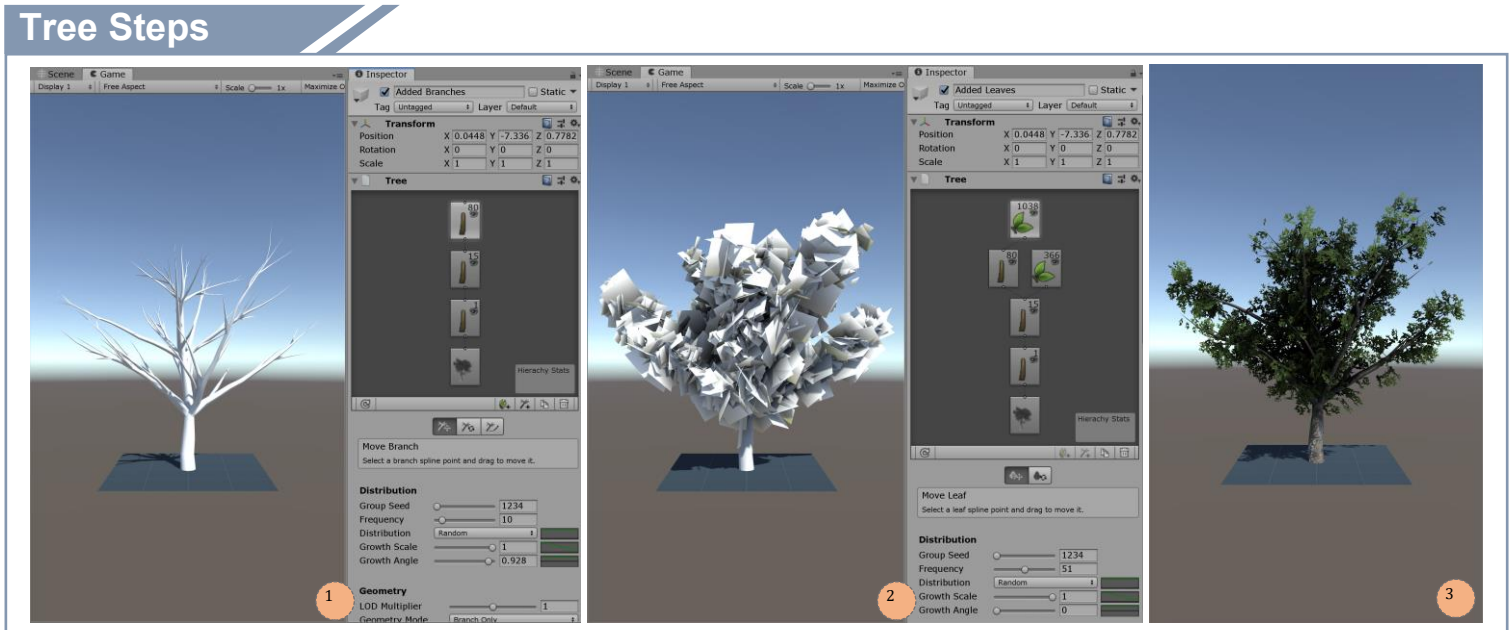 Tree Steps
Scene Game
Display 1 Free Aspect Scale 1x Maximize O
Inspector
Added Branches Static
Tag Untagged Layer Default
Transform
Position X 0.0448 Y -7.336 Z 0.7782
Rotation X 0 Y 0 Z 0
Scale X 1 Y 1 Z 1
Tree
80
15
1
Hierachy Stats
Move Branch
Select a branch spline point and drag to move it.
Distribution
Group Seed 1234
Frequency 10
Distribution Random
Growth Scale 1
Growth Angle 0.928
Geometry
LOD Multiplier 1
Geometry Mode Branch Only
1
Scene Game
Display 1 Free Aspect Scale 1x Maximize O
Inspector
Added Leaves Static
Tag Untagged Layer Default
Transform
Position X 0.0448 Y -7.336 Z 0.7782
Rotation X 0 Y 0 Z 0
Scale X 1 Y 1 Z 1
Tree
1038
80 366
15
1
Hierachy Stats
Move Leaf
Select a leaf spline point and drag to move it.
Distribution
Group Seed 1234
Frequency 51
Distribution Random
Growth Scale 1
Growth Angle 0
2
3